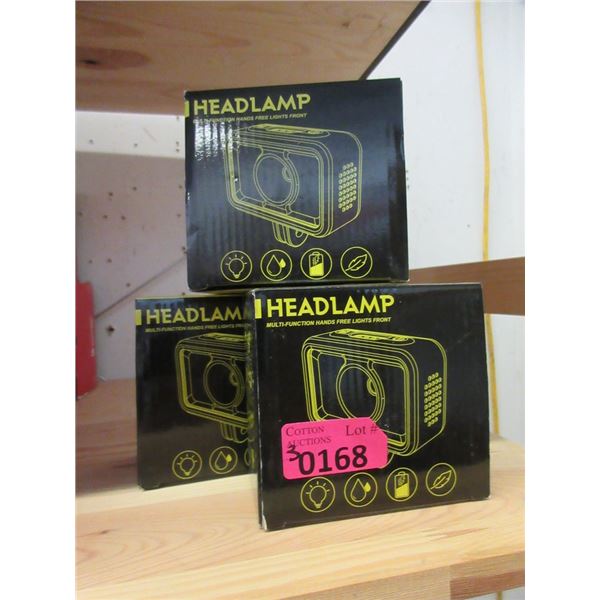 HEADLAMP
MULTI-FUNCTION HANDS FREE LIGHTS FRONT
HEADLAMP
MULTI-FUNCTION HANDS FREE LIGHTS FRONT
HEADLAMP
MULTI-FUNCTION HANDS FREE LIGHTS FRONT
COTTON
AUCTIONS
Lot #
3
0168